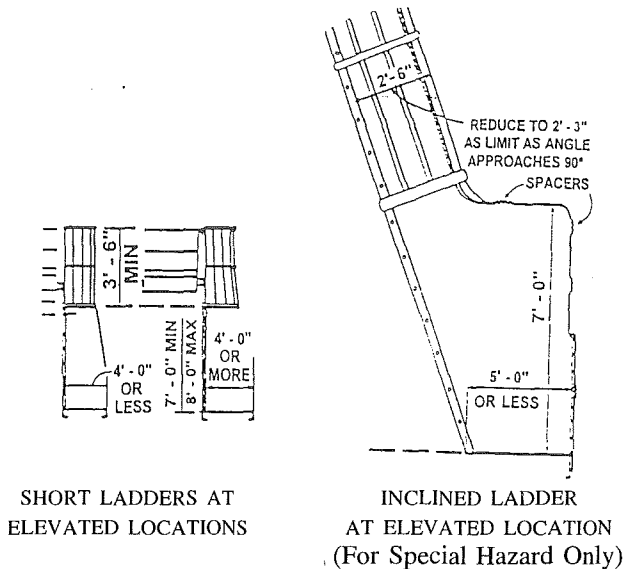 2'-6"
REDUCE TO 2'-3"
AS LIMIT AS ANGLE
APPROACHES 90°
SPACERS
3'-6"
MIN
7'-0" MIN
8'-0" MAX
4'-0"
OR
LESS
4'-0"
OR
MORE
7'-0"
5'-0"
OR LESS
SHORT LADDERS AT
ELEVATED LOCATIONS
INCLINED LADDER
AT ELEVATED LOCATION
(For Special Hazard Only)